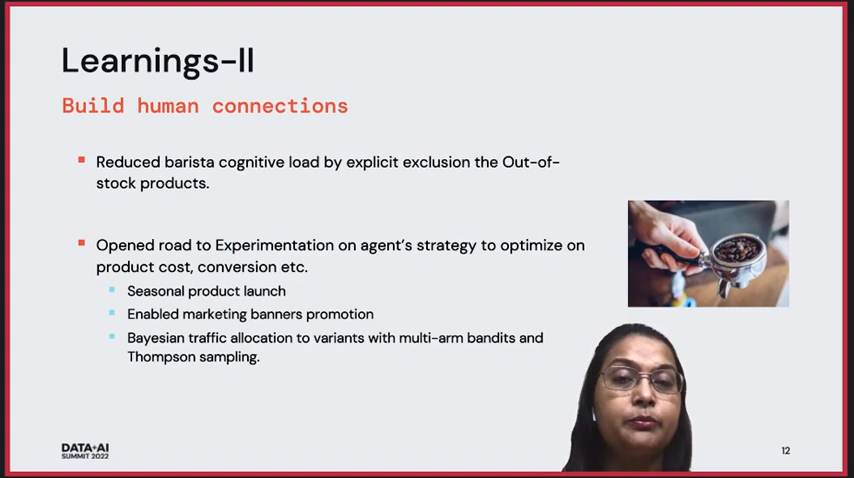 Learnings-II
Build human connections
Reduced barista cognitive load by explicit exclusion the Out-of-
stock products.
Opened road to Experimentation on agent's strategy to optimize on
product cost, conversion etc.
Seasonal product launch
Enabled marketing banners promotion
Bayesian traffic allocation to variants with multi-arm bandits and
Thompson sampling.
DATA+AI
SUMMIT 2022
12